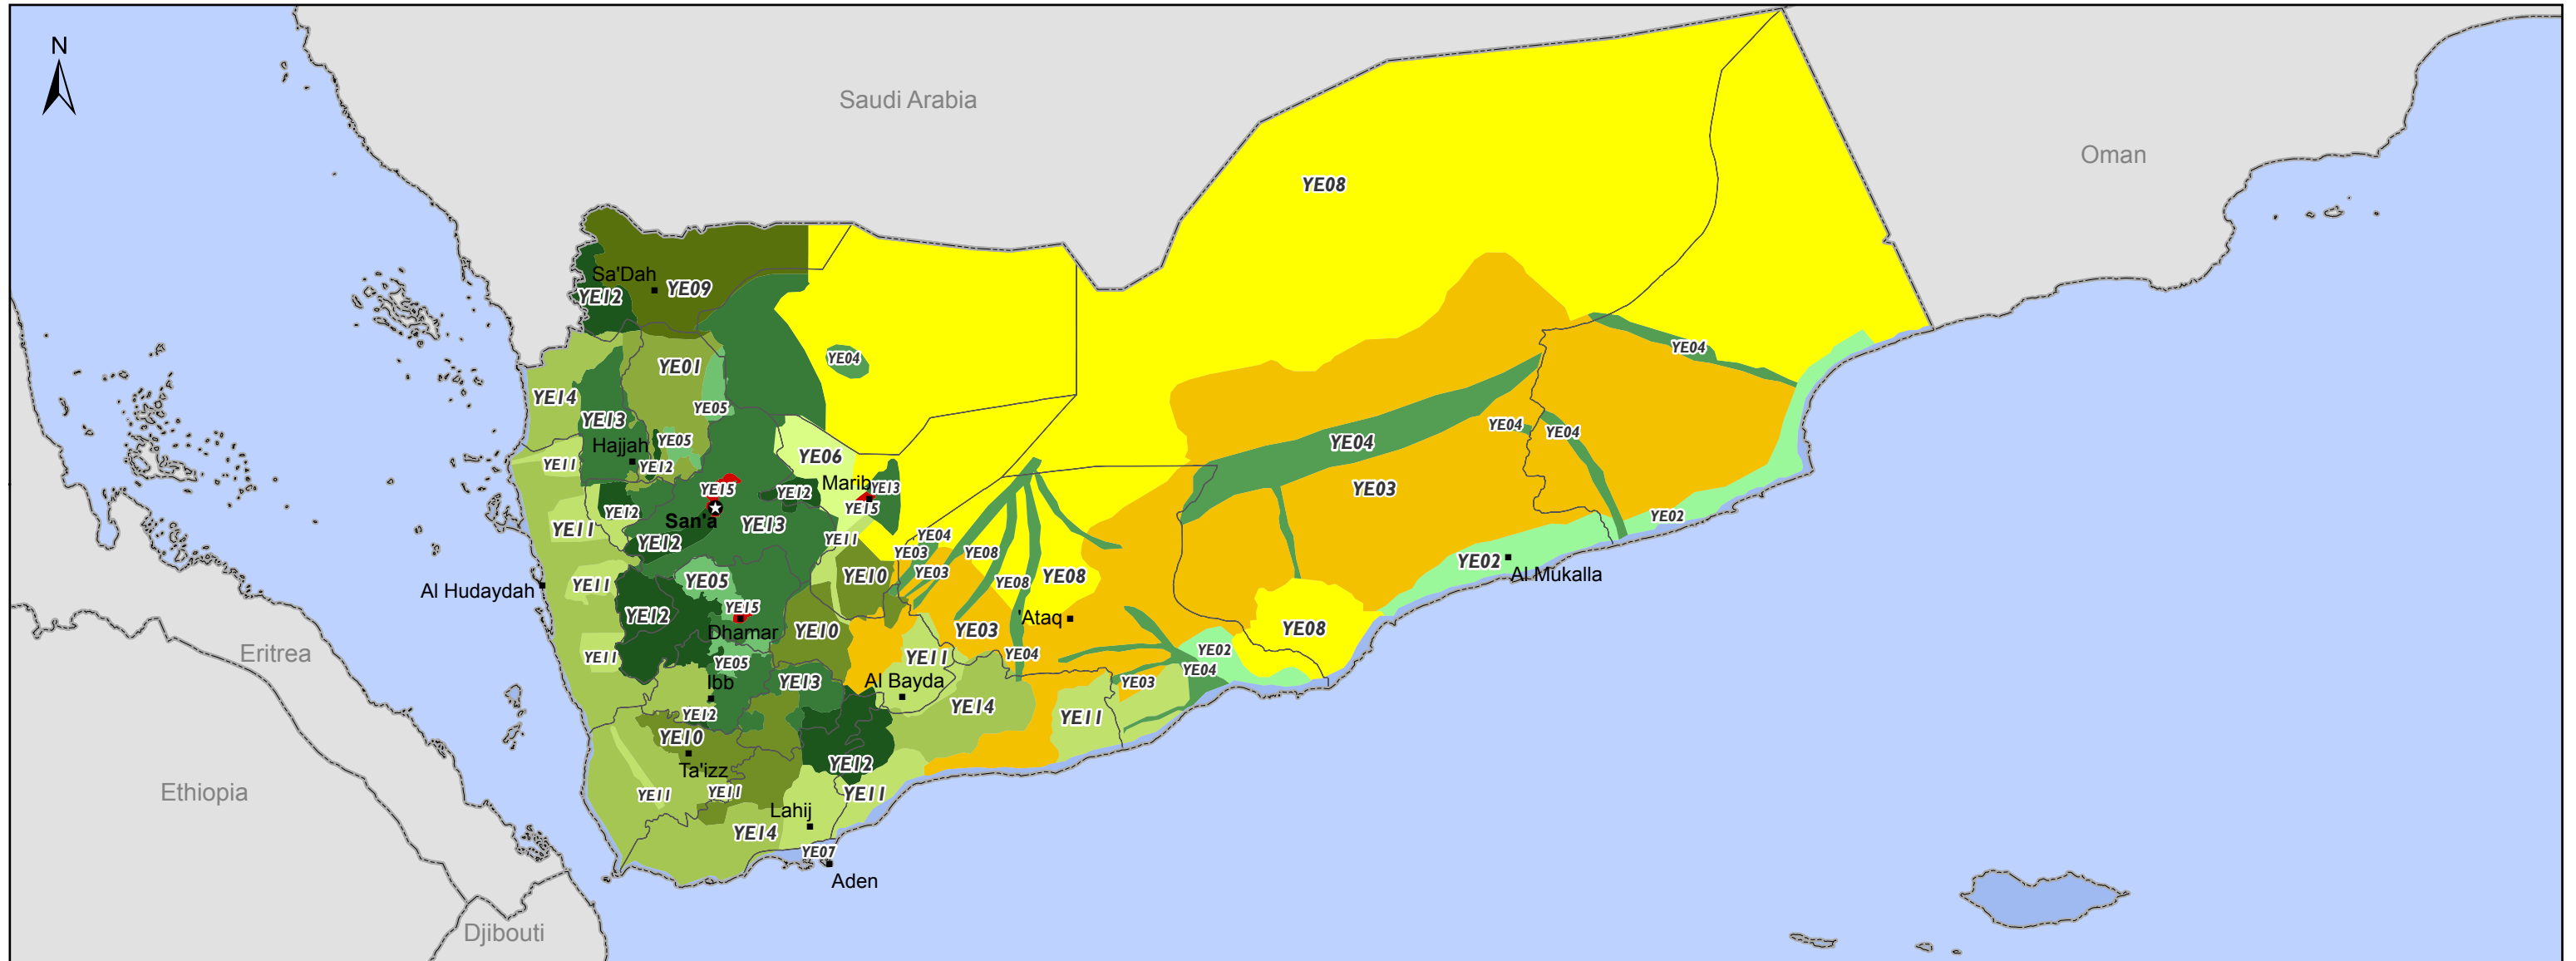 N
Saudi Arabia
Oman
YE08
Sa'Dah
YE09
YE12
YE04
YE04
YE01
YE14
YE05
YE13
YE04
YE04
YE04
Hajjah
YE05
YE06
YE11
YE12
Marib
YE13
YE15
YE12
YE15
YE03
YE12
San'a
YE13
YE11
YE02
YE11
YE04
YE12
YE03
YE08
YE02
Al Mukalla
YE05
YE10
YE03
YE08
YE08
YE11
Al Hudaydah
YE12
YE15
Dhamar
YE10
YE03
'Ataq
YE08
Eritrea
YE11
YE05
YE11
YE04
YE02
YE04
Ibb
YE13
Al Bayda
YE03
YE12
YE14
YE11
YE10
Ta'izz
YE12
Ethiopia
YE11
YE11
YE11
Lahij
YE14
YE07
Aden
Djibouti